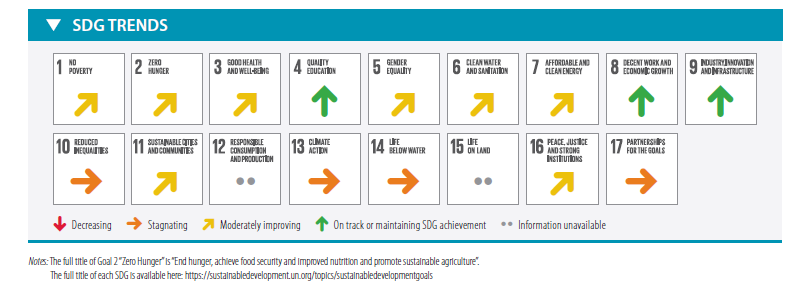 SDG TRENDS
1 NO POVERTY
2 ZERO HUNGER
3 GOOD HEALTH AND WELL-BEING
4 QUALITY EDUCATION
5 GENDER EQUALITY
6 CLEAN WATER AND SANITATION
7 AFFORDABLE AND CLEAN ENERGY
8 DECENT WORK AND ECONOMIC GROWTH
9 INDUSTRY, INNOVATION AND INFRASTRUCTURE
10 REDUCED INEQUALITIES
11 SUSTAINABLE CITIES AND COMMUNITIES
12 RESPONSIBLE CONSUMPTION AND PRODUCTION
13 CLIMATE ACTION
14 LIFE BELOW WATER
15 LIFE ON LAND
16 PEACE, JUSTICE AND STRONG INSTITUTIONS
17 PARTNERSHIPS FOR THE GOALS
Decreasing Stagnating Moderately improving On track or maintaining SDG achievement Information unavailable
Notes: The full title of Goal 2 "Zero Hunger" is "End hunger, achieve food security and improved nutrition and promote sustainable agriculture".
The full title of each SDG is available here: https://sustainabledevelopment.un.org/topics/sustainabledevelopmentgoals